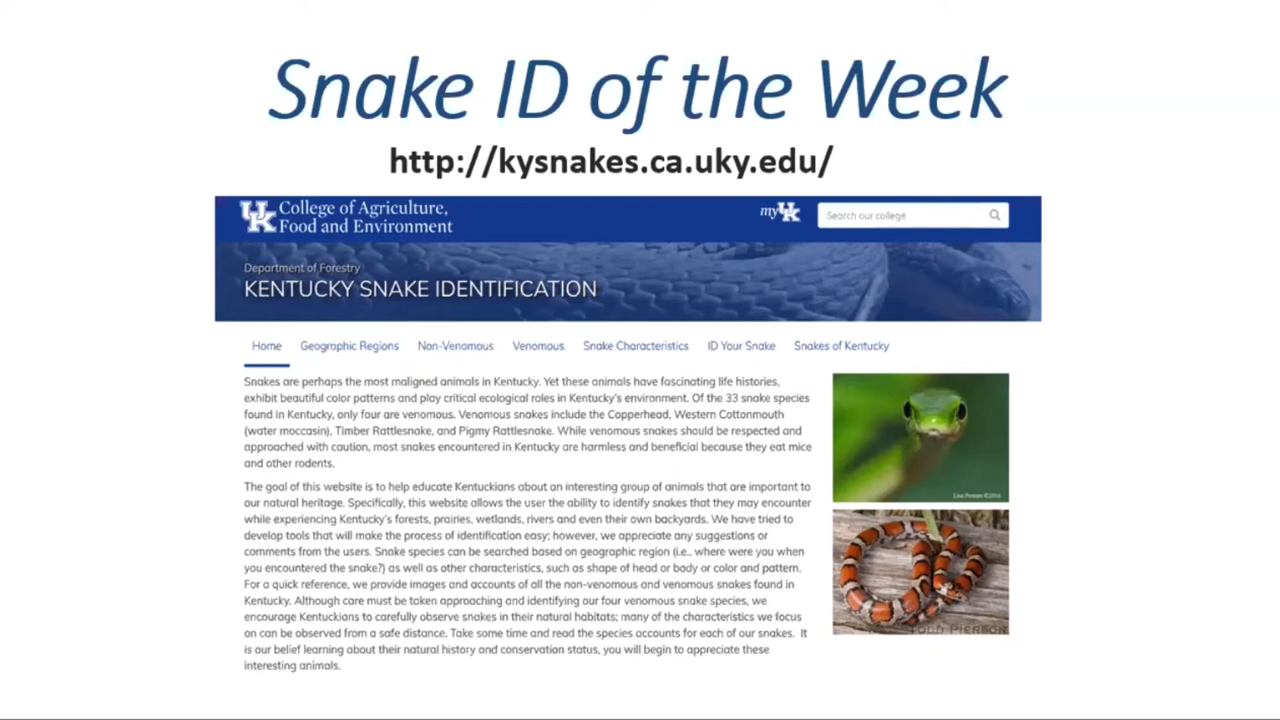 Snake ID of the Week
http://kysnakes.ca.uky.edu/
UK College of Agriculture,
Food and Environment
myUK
Search our college
Department of Forestry
KENTUCKY SNAKE IDENTIFICATION
Home Geographic Regions Non-Venomous Venomous Snake Characteristics ID Your Snake Snakes of Kentucky
Snakes are perhaps the most maligned animals in Kentucky. Yet these animals have fascinating life histories,
exhibit beautiful color patterns and play critical ecological roles in Kentucky's environment. Of the 33 snake species
found in Kentucky, only four are venomous. Venomous snakes include the Copperhead, Western Cottonmouth
(water moccasin), Timber Rattlesnake, and Pigmy Rattlesnake. While venomous snakes should be respected and
approached with caution, most snakes encountered in Kentucky are harmless and beneficial because they eat mice
and other rodents.
The goal of this website is to help educate Kentuckians about an interesting group of animals that are important to
our natural heritage. Specifically, this website allows the user the ability to identify snakes that they may encounter
while experiencing Kentucky's forests, prairies, wetlands, rivers and even their own backyards. We have tried to
develop tools that will make the process of identification easy; however, we appreciate any suggestions or
comments from the users. Snake species can be searched based on geographic region (i.e., where were you when
you encountered the snake?) as well as other characteristics, such as shape of head or body or color and pattern.
For a quick reference, we provide images and accounts of all the non-venomous and venomous snakes found in
Kentucky. Although care must be taken approaching and identifying our four venomous snake species, we
encourage Kentuckians to carefully observe snakes in their natural habitats; many of the characteristics we focus
on can be observed from a safe distance. Take some time and read the species accounts for each of our snakes. It
is our belief learning about their natural history and conservation status, you will begin to appreciate these
interesting animals.
Lisa Powers ©2014
TODD PIERSON